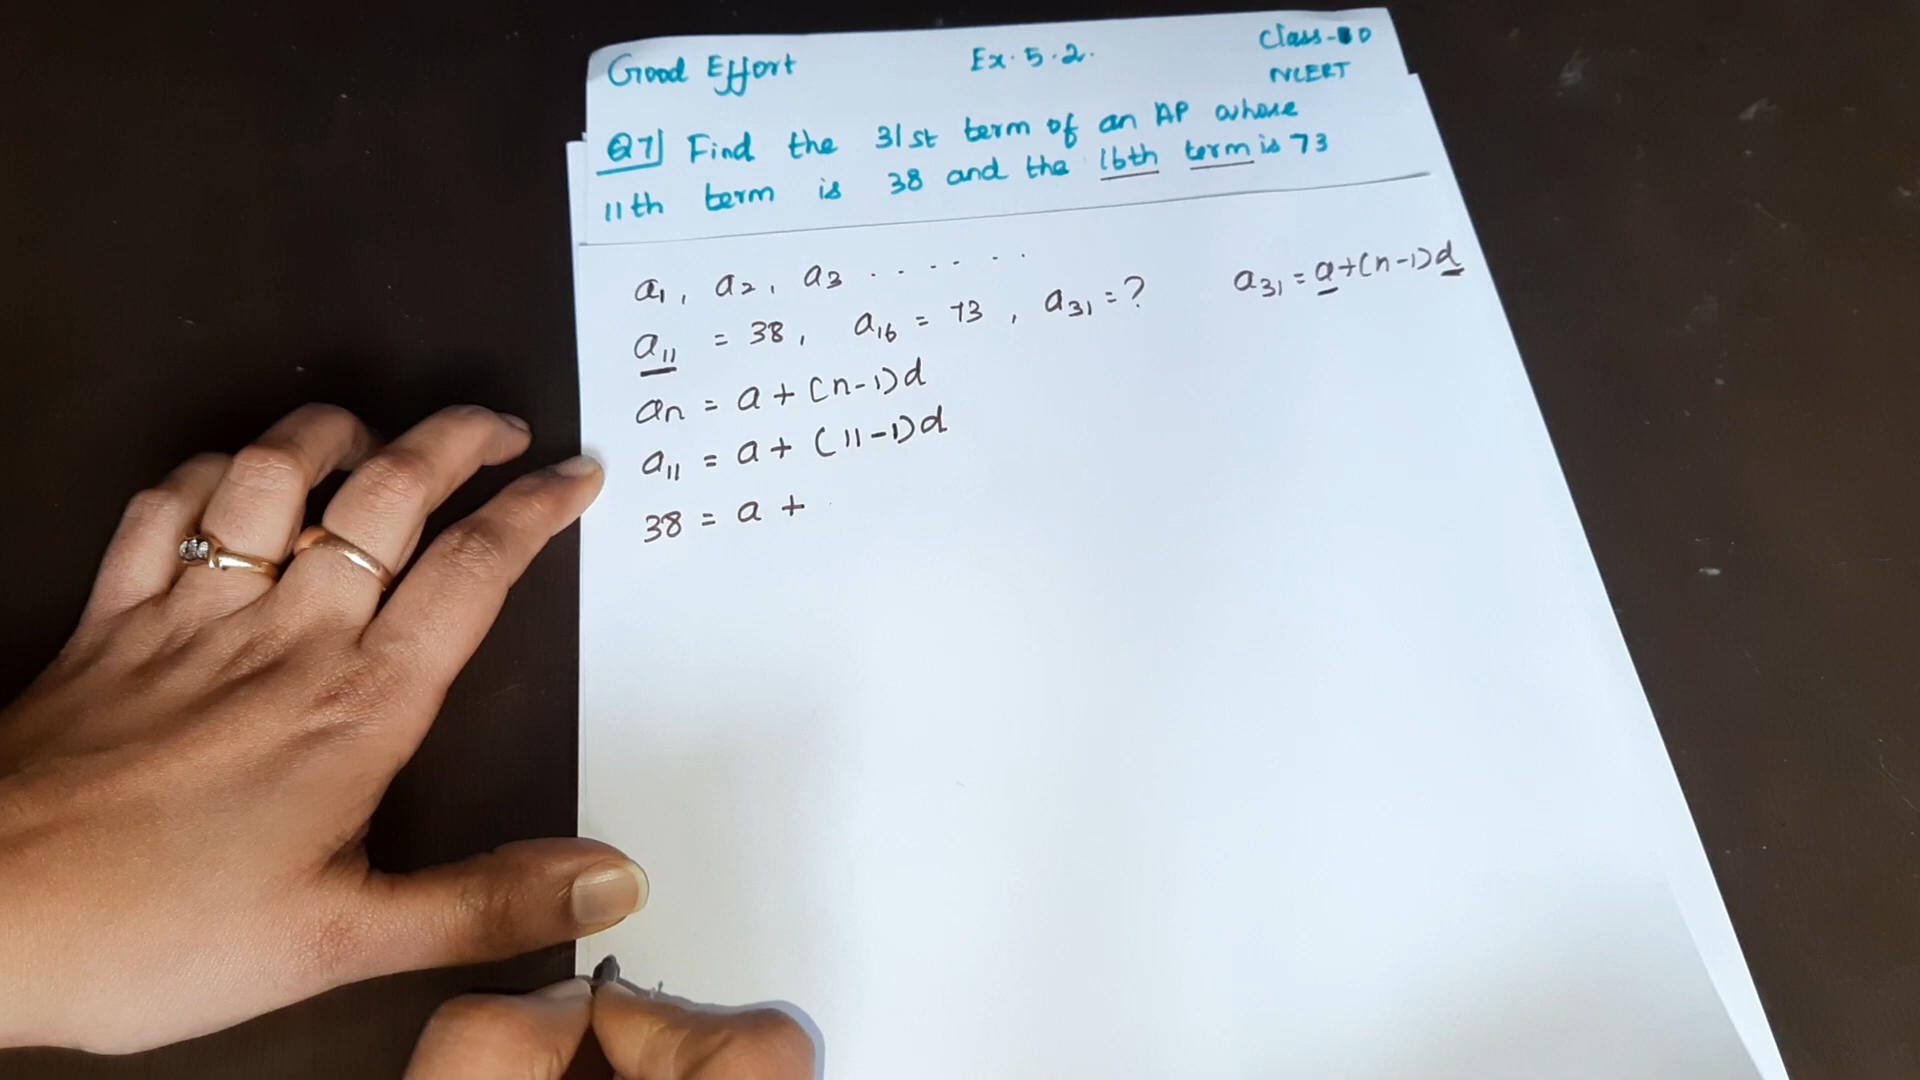 Good Effort Ex. 5.2. Class-10
NCERT
Q7] Find the 31st term of an AP whose
11th term is 38 and the 16th term is 73
a1, a2, a3 . . . . . .
a11 = 38, a16 = 73, a31 = ? a31 = a+(n-1)d
an = a + (n-1)d
a11 = a + (11-1)d
38 = a +